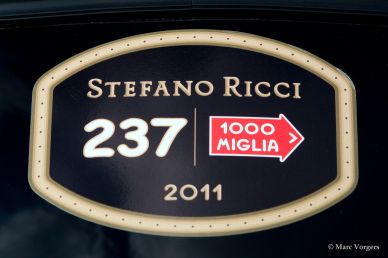 STEFANO RICCI
237
1000
MIGLIA
2011
© Marc Vorgers